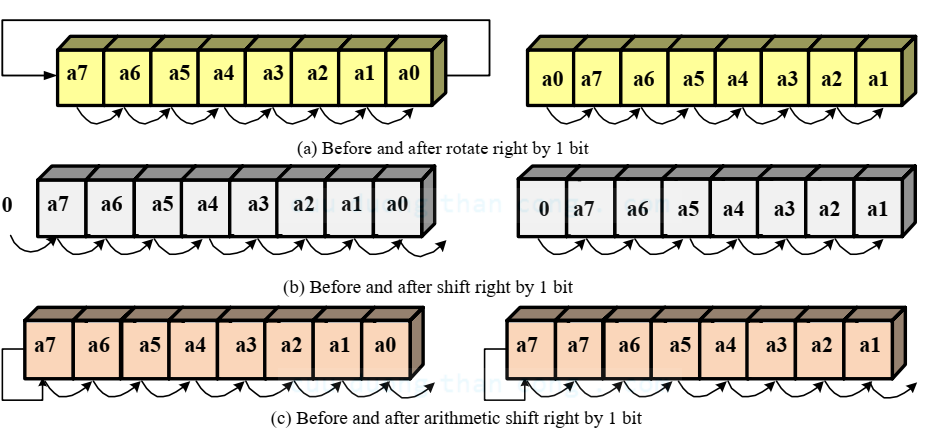 a7 a6 a5 a4 a3 a2 a1 a0 a0 a7 a6 a5 a4 a3 a2 a1
(a) Before and after rotate right by 1 bit
0 a7 a6 a5 a4 a3 a2 a1 a0 0 a7 a6 a5 a4 a3 a2 a1
(b) Before and after shift right by 1 bit
a7 a6 a5 a4 a3 a2 a1 a0 a7 a7 a6 a5 a4 a3 a2 a1
(c) Before and after arithmetic shift right by 1 bit